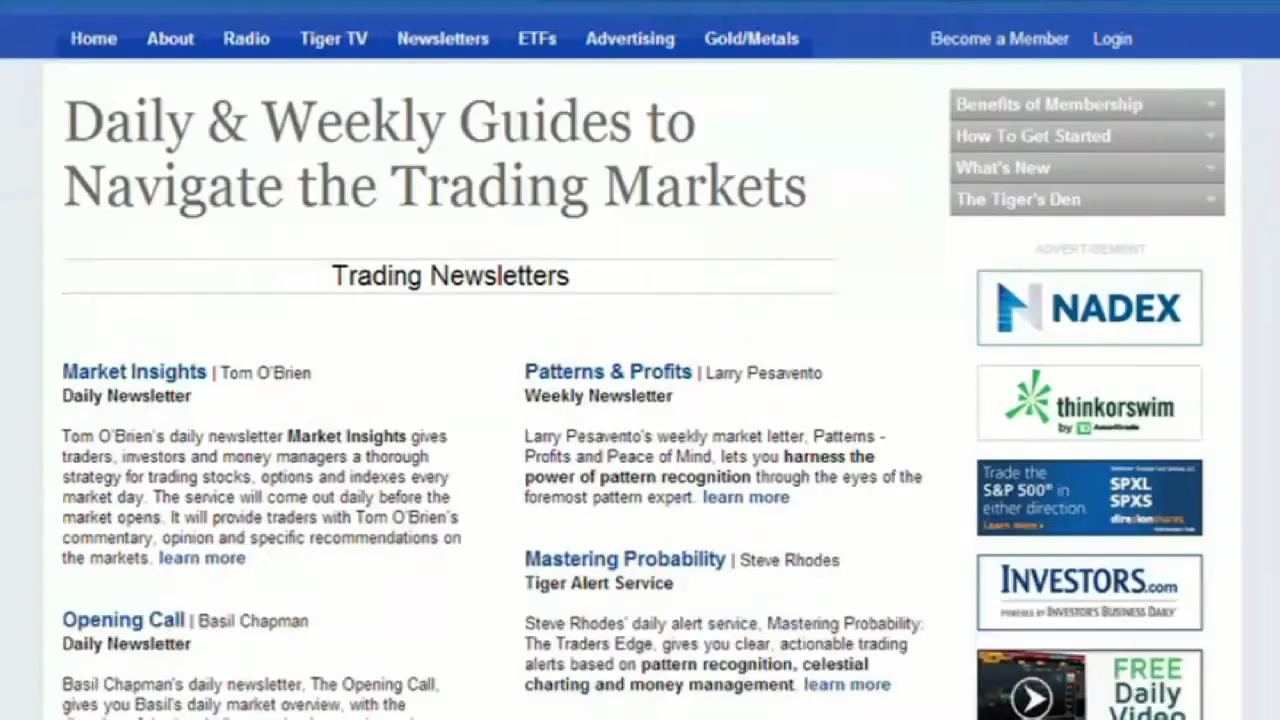 Home About Radio Tiger TV Newsletters ETFs Advertising Gold/Metals Become a Member Login
Daily & Weekly Guides to
Navigate the Trading Markets
Trading Newsletters
Market Insights | Tom O'Brien
Daily Newsletter
Tom O'Brien's daily newsletter Market Insights gives
traders, investors and money managers a thorough
strategy for trading stocks, options and indexes every
market day. The service will come out daily before the
market opens. It will provide traders with Tom O'Brien's
commentary, opinion and specific recommendations on
the markets. learn more
Opening Call | Basil Chapman
Daily Newsletter
Basil Chapman's daily newsletter, The Opening Call,
gives you Basil's daily market overview, with the
Patterns & Profits | Larry Pesavento
Weekly Newsletter
Larry Pesavento's weekly market letter, Patterns -
Profits and Peace of Mind, lets you harness the
power of pattern recognition through the eyes of the
foremost pattern expert. learn more
Mastering Probability | Steve Rhodes
Tiger Alert Service
Steve Rhodes' daily alert service, Mastering Probability:
The Traders Edge, gives you clear, actionable trading
alerts based on pattern recognition, celestial
charting and money management. learn more
Benefits of Membership
How To Get Started
What's New
The Tiger's Den
ADVERTISEMENT
NADEX
thinkorswim
by TD Ameritrade
Trade the
S&P 500® in
either direction.
Learn more
SPXL
SPXS
direxionshares
INVESTORS.com
POWERED BY INVESTOR'S BUSINESS DAILY
FREE
Daily
Video